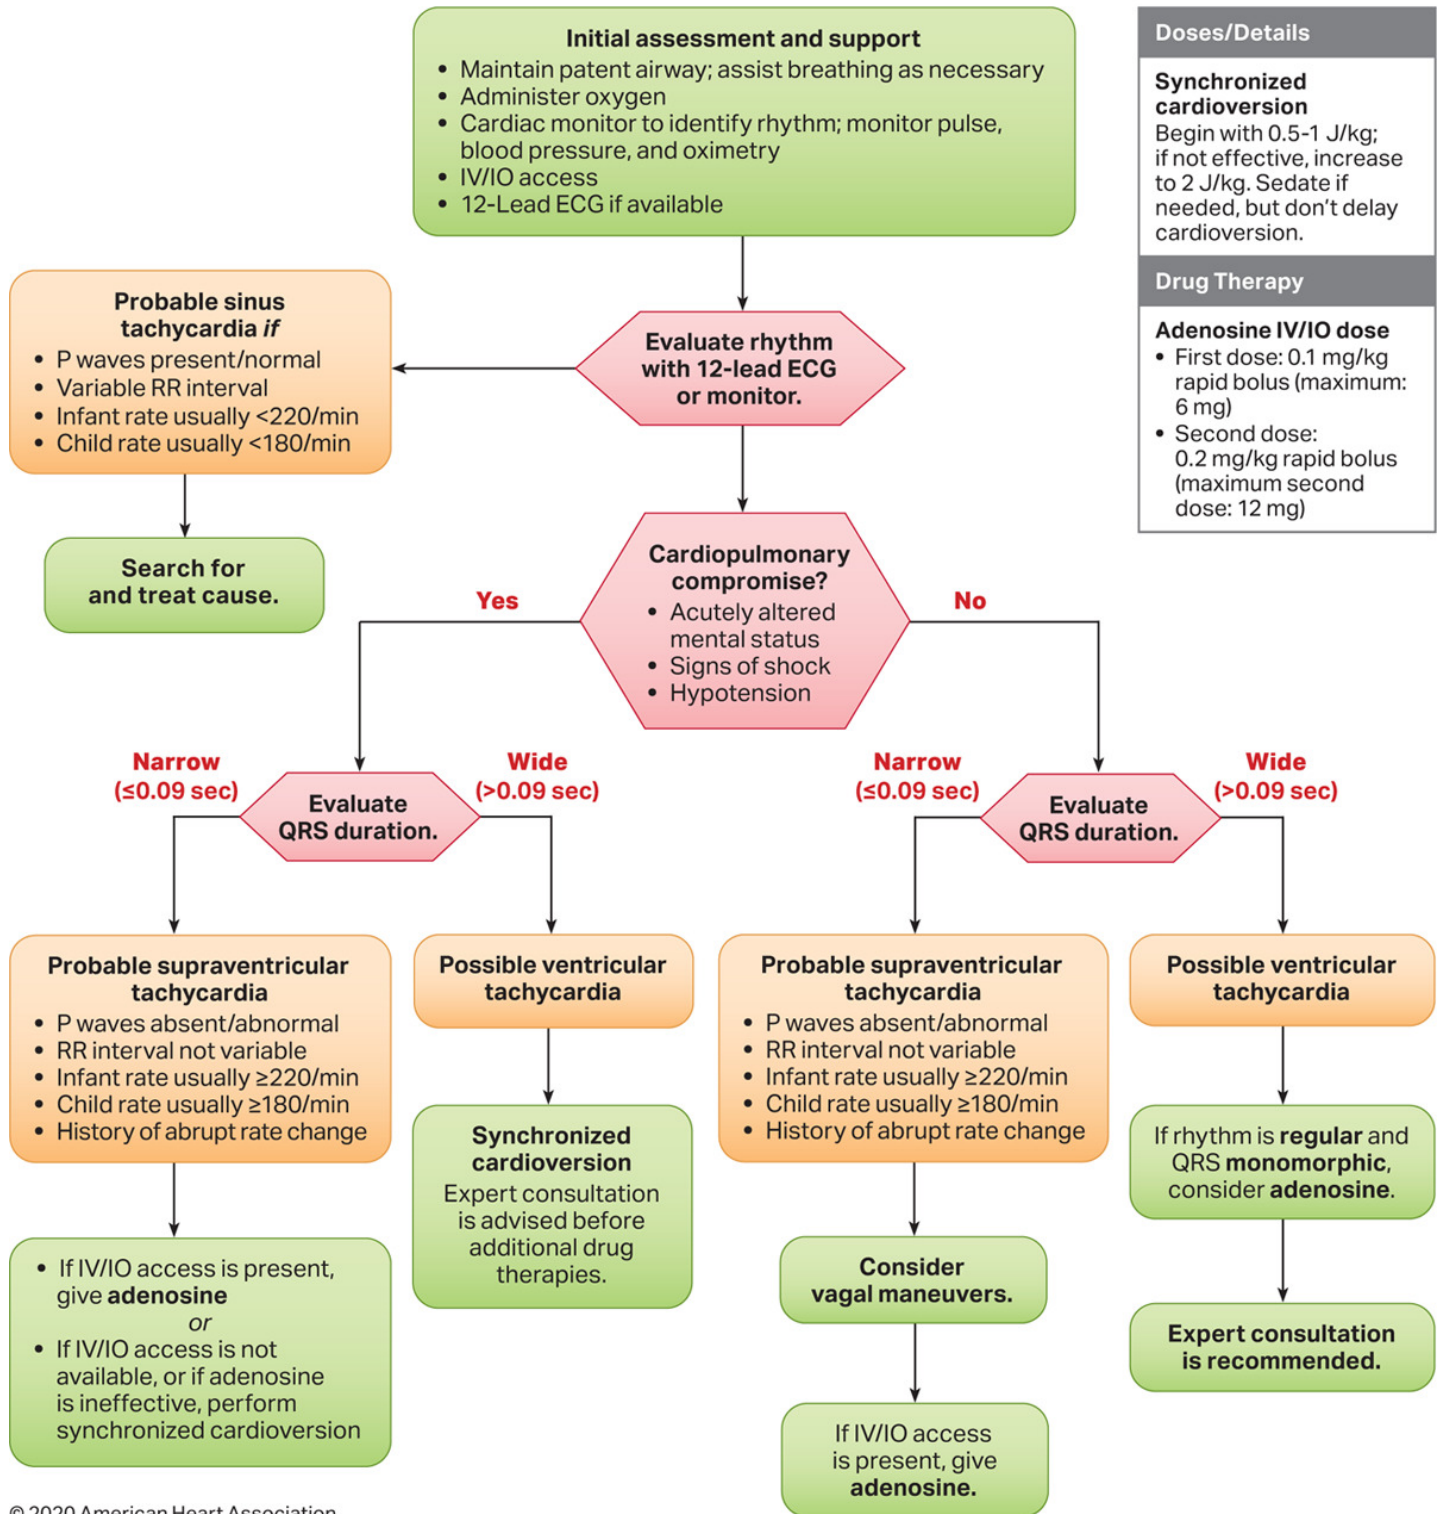 Initial assessment and support
• Maintain patent airway; assist breathing as necessary
• Administer oxygen
• Cardiac monitor to identify rhythm; monitor pulse,
blood pressure, and oximetry
• IV/IO access
• 12-Lead ECG if available
Doses/Details
Synchronized
cardioversion
Begin with 0.5-1 J/kg;
if not effective, increase
to 2 J/kg. Sedate if
needed, but don't delay
cardioversion.
Drug Therapy
Adenosine IV/IO dose
• First dose: 0.1 mg/kg
rapid bolus (maximum:
6 mg)
• Second dose:
0.2 mg/kg rapid bolus
(maximum second
dose: 12 mg)
Probable sinus
tachycardia if
• P waves present/normal
• Variable RR interval
• Infant rate usually <220/min
• Child rate usually <180/min
Evaluate rhythm
with 12-lead ECG
or monitor.
Search for
and treat cause.
Cardiopulmonary
compromise?
• Acutely altered
mental status
• Signs of shock
• Hypotension
Yes
No
Narrow
(≤0.09 sec)
Evaluate
QRS duration.
Wide
(>0.09 sec)
Narrow
(≤0.09 sec)
Evaluate
QRS duration.
Wide
(>0.09 sec)
Probable supraventricular
tachycardia
• P waves absent/abnormal
• RR interval not variable
• Infant rate usually ≥220/min
• Child rate usually ≥180/min
• History of abrupt rate change
Possible ventricular
tachycardia
Probable supraventricular
tachycardia
• P waves absent/abnormal
• RR interval not variable
• Infant rate usually ≥220/min
• Child rate usually ≥180/min
• History of abrupt rate change
Possible ventricular
tachycardia
• If IV/IO access is present,
give adenosine
or
• If IV/IO access is not
available, or if adenosine
is ineffective, perform
synchronized cardioversion
Synchronized
cardioversion
Expert consultation
is advised before
additional drug
therapies.
Consider
vagal maneuvers.
If IV/IO access
is present, give
adenosine.
If rhythm is regular and
QRS monomorphic,
consider adenosine.
Expert consultation
is recommended.
© 2020 American Heart Association